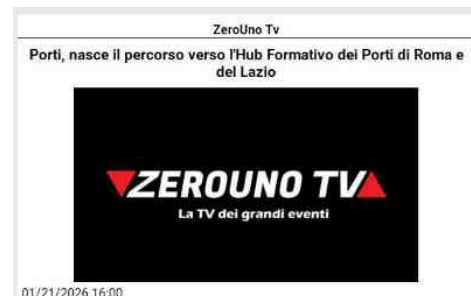 ZeroUno Tv
Porti, nasce il percorso verso l'Hub Formativo dei Porti di Roma e
del Lazio
ZEROUNO TV
La TV dei grandi eventi
01/21/2026 16:00